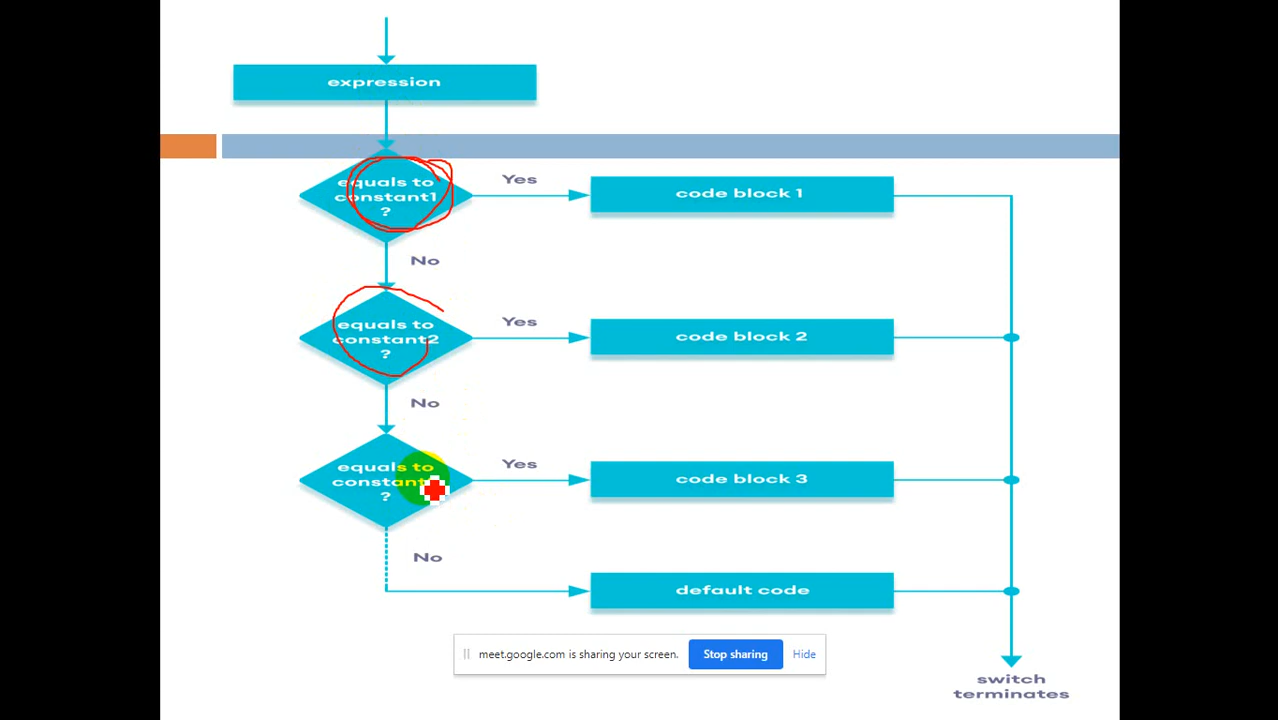 expression
equals to
constant1
?
Yes
code block 1
No
equals to
constant2
?
Yes
code block 2
No
equals to
?
Yes
code block 3
No
default code
meet.google.com is sharing your screen.
Stop sharing
Hide
switch
terminates